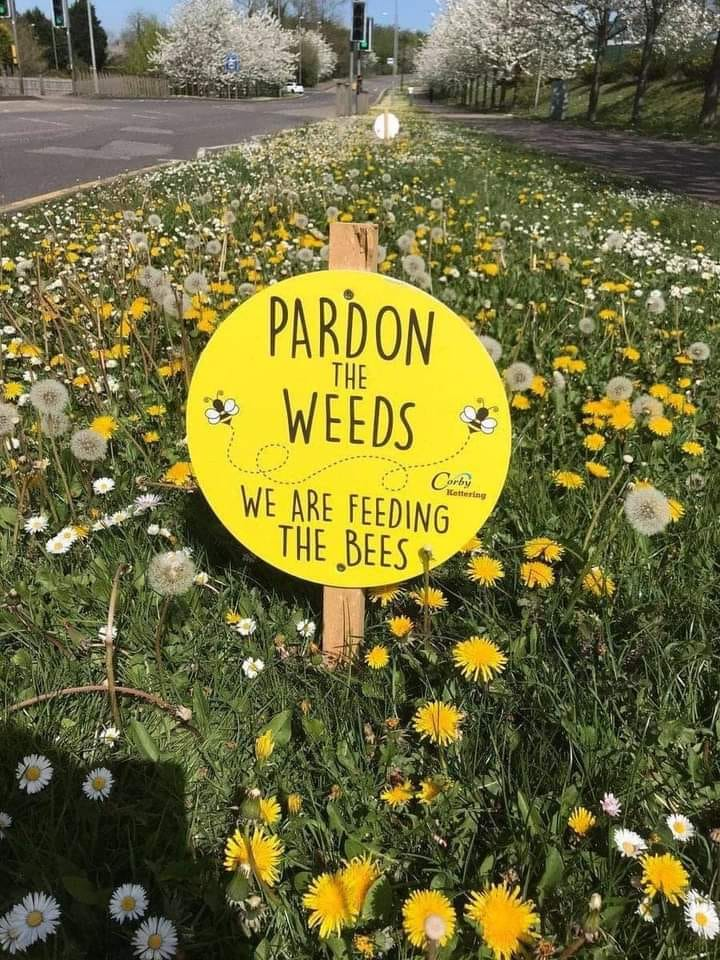 PARDON
THE
WEEDS
WE ARE FEEDING
THE BEES
Corby
Kettering